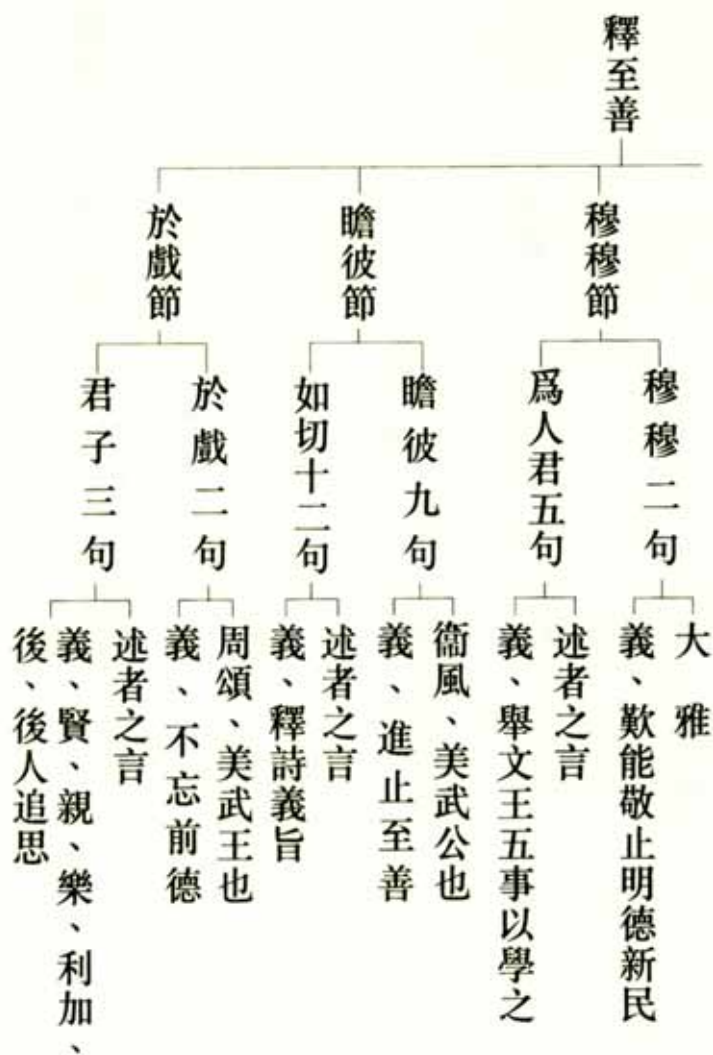 釋至善
穆穆節
穆穆二句
大雅
義、歎能敬止明德新民
爲人君五句
述者之言
義、舉文王五事以學之
瞻彼節
瞻彼九句
衞風、美武公也
義、進止至善
如切十二句
述者之言
義、釋詩義旨
於戲節
於戲二句
周頌、美武王也
義、不忘前德
君子三句
述者之言
義、賢、親、樂、利加、
後、後人追思